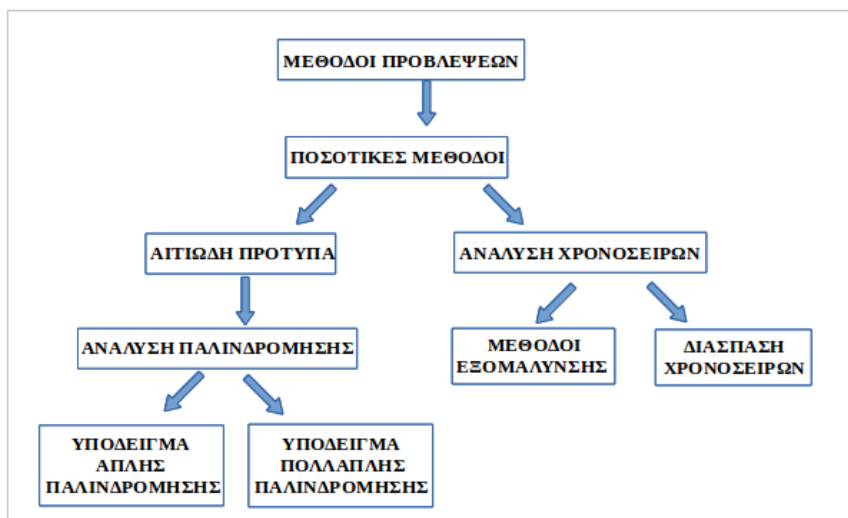 ΜΕΘΟΔΟΙ ΠΡΟΒΛΕΨΕΩΝ
ΠΟΣΟΤΙΚΕΣ ΜΕΘΟΔΟΙ
ΑΙΤΙΩΔΗ ΠΡΟΤΥΠΑ
ΑΝΑΛΥΣΗ ΧΡΟΝΟΣΕΙΡΩΝ
ΑΝΑΛΥΣΗ ΠΑΛΙΝΔΡΟΜΗΣΗΣ
ΜΕΘΟΔΟΙ
ΕΞΟΜΑΛΥΝΣΗΣ
ΔΙΑΣΠΑΣΗ
ΧΡΟΝΟΣΕΙΡΩΝ
ΥΠΟΔΕΙΓΜΑ
ΑΠΛΗΣ
ΠΑΛΙΝΔΡΟΜΗΣΗΣ
ΥΠΟΔΕΙΓΜΑ
ΠΟΛΛΑΠΛΗΣ
ΠΑΛΙΝΔΡΟΜΗΣΗΣ